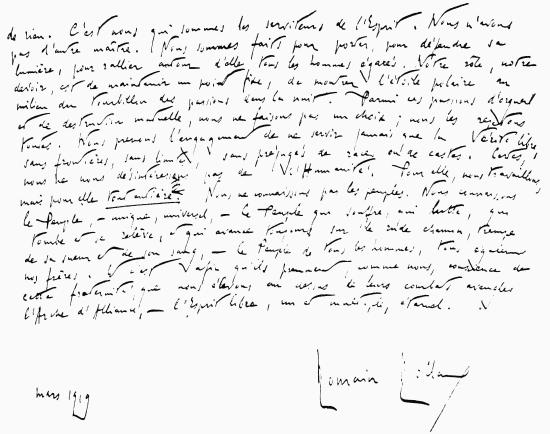 de rien. C'est nous qui sommes les serviteurs de l'Esprit. Nous n'avons
pas d'autre maître. Nous sommes faits pour porter, pour défendre sa
lumière, pour rallier autour d'elle tous les hommes égarés. Notre rôle, notre
devoir, est de maintenir un point fixe, de montrer l'étoile polaire au
milieu du tourbillon des passions dans la nuit. Parmi ces passions d'orgueil
et de destruction mutuelle, nous ne faisons pas un choix ; nous les rejetons
toutes. Nous prenons l'engagement de ne servir jamais que la Vérité libre
sans frontières, sans limites, sans préjugés de races ou de castes. Certes,
nous ne nous désintéressons pas de l'Humanité. Pour elle, nous travaillons,
mais pour elle tout entière. Nous ne connaissons pas les peuples. Nous connaissons
le Peuple, – unique, universel, – le Peuple qui souffre, qui lutte, qui
tombe et se relève, et qui avance toujours sur le rude chemin, trempé
de sa sueur et de son sang, – le Peuple de tous les hommes, tous également
nos frères. Et c'est afin qu'ils prennent, comme nous, conscience de
cette fraternité, que nous élevons au dessus de leurs combats aveugles
l'Arche d'Alliance, – l'Esprit libre, un et multiple, éternel.
Romain Rolland
mars 1919